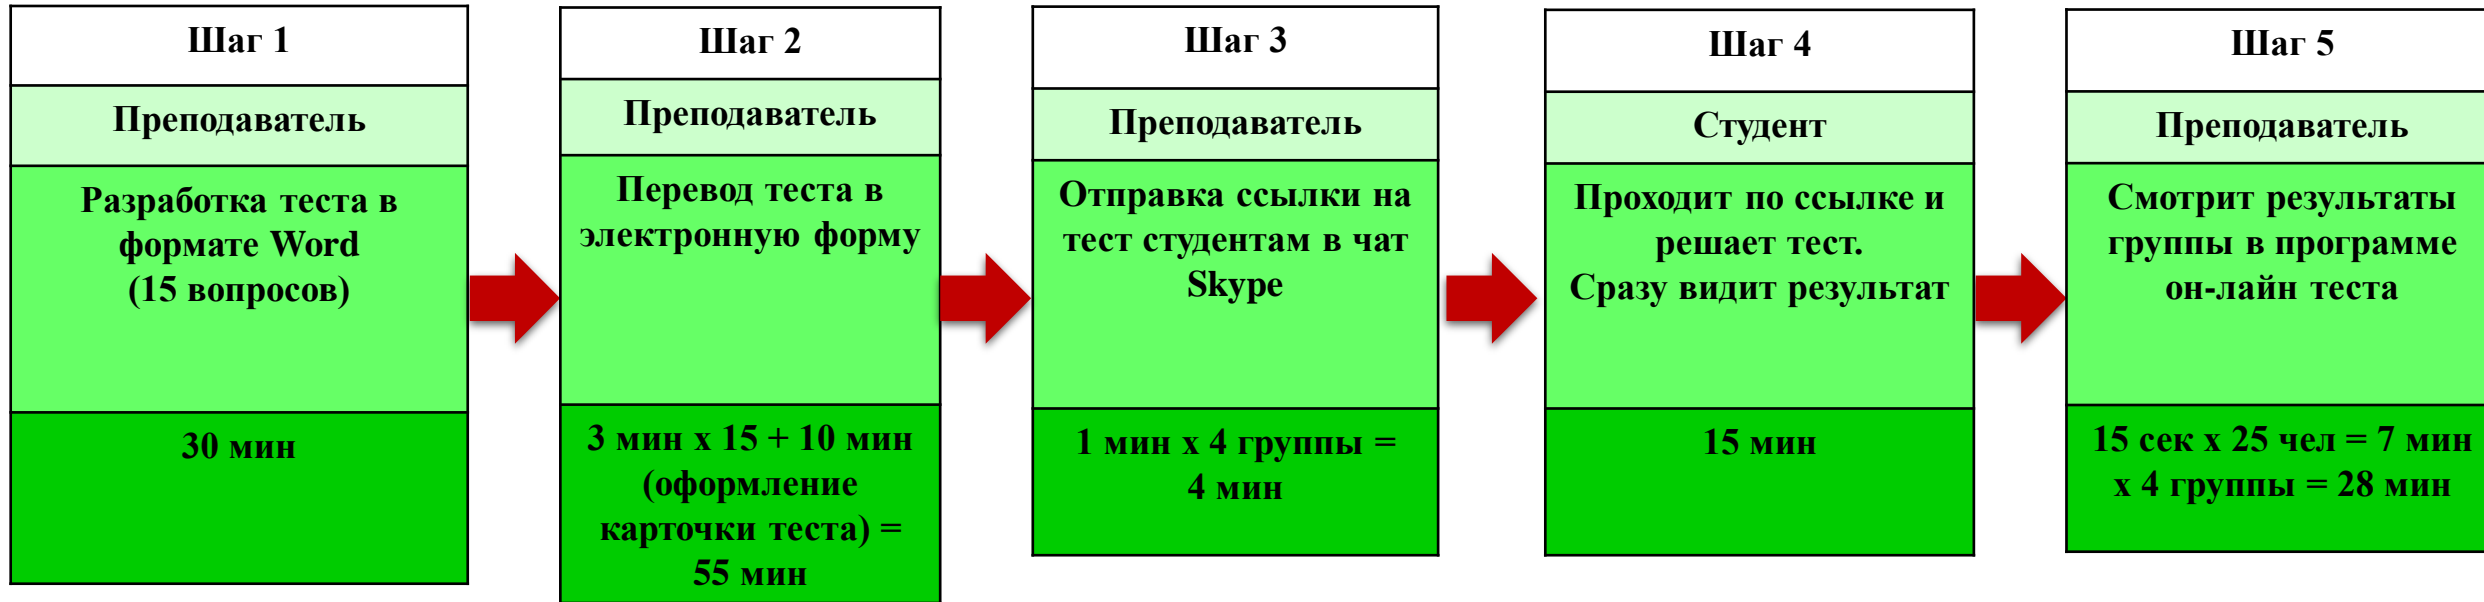 Шаг 1
Преподаватель
Разработка теста в
формате Word
(15 вопросов)
30 мин
Шаг 2
Преподаватель
Перевод теста в
электронную форму
3 мин х 15 + 10 мин
(оформление
карточки теста) =
55 мин
Шаг 3
Преподаватель
Отправка ссылки на
тест студентам в чат
Skype
1 мин х 4 группы =
4 мин
Шаг 4
Студент
Проходит по ссылке и
решает тест.
Сразу видит результат
15 мин
Шаг 5
Преподаватель
Смотрит результаты
группы в программе
он-лайн теста
15 сек х 25 чел = 7 мин
х 4 группы = 28 мин